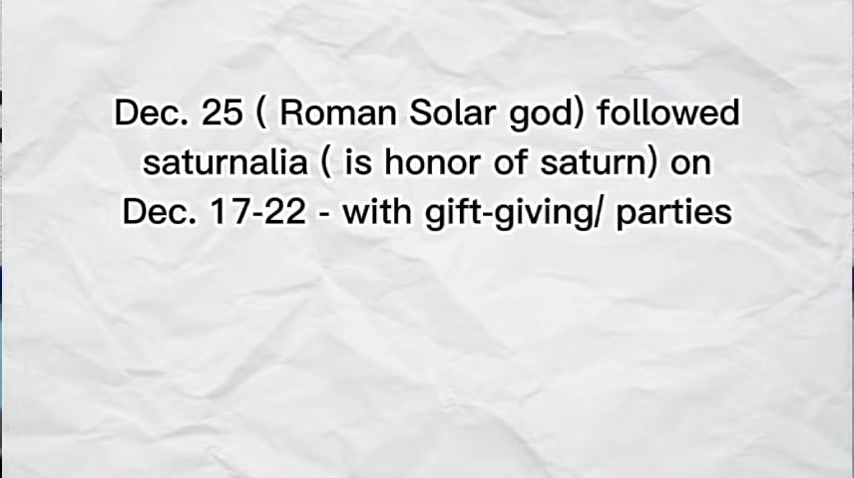 Dec. 25 ( Roman Solar god) followed
saturnalia ( is honor of saturn) on
Dec. 17-22 - with gift-giving/ parties